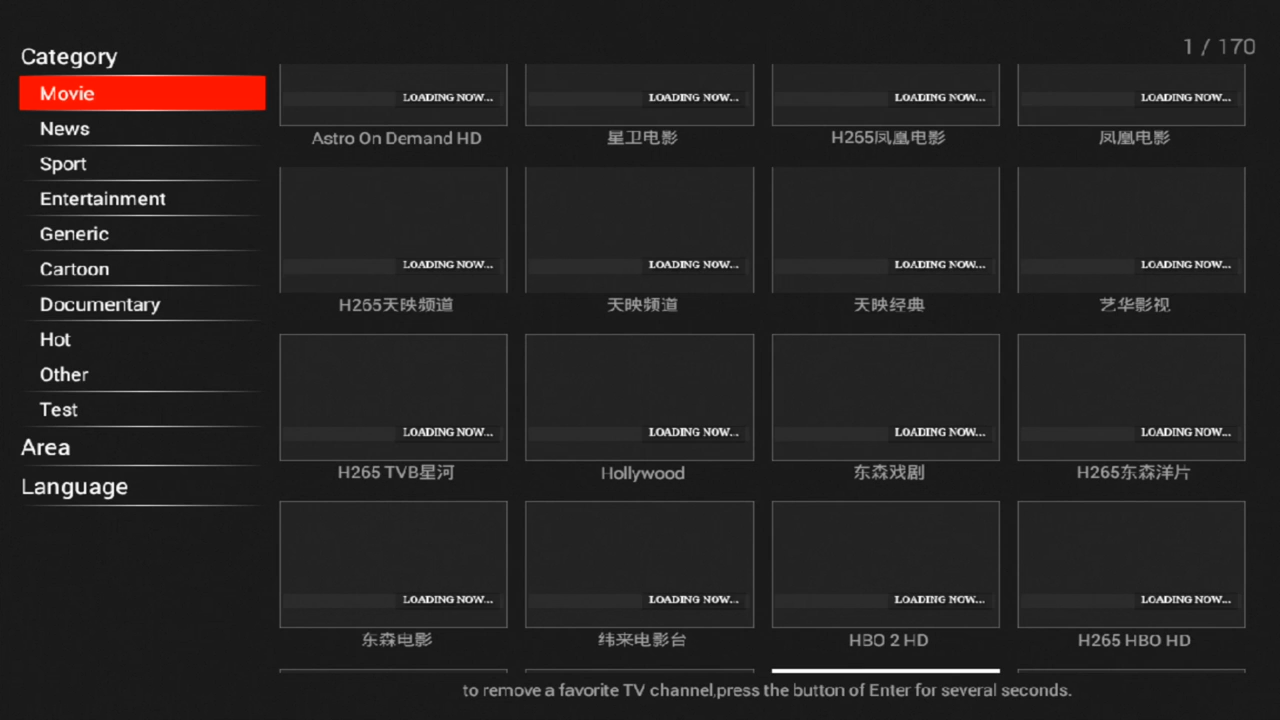 Category
1 / 170
Movie
News
Sport
Entertainment
Generic
Cartoon
Documentary
Hot
Other
Test
Area
Language
LOADING NOW... LOADING NOW... LOADING NOW... LOADING NOW...
Astro On Demand HD 星卫电影 H265凤凰电影 凤凰电影
LOADING NOW... LOADING NOW... LOADING NOW... LOADING NOW...
H265天映频道 天映频道 天映经典 艺华影视
LOADING NOW... LOADING NOW... LOADING NOW... LOADING NOW...
H265 TVB星河 Hollywood 东森戏剧 H265东森洋片
LOADING NOW... LOADING NOW... LOADING NOW... LOADING NOW...
东森电影 纬来电影台 HBO 2 HD H265 HBO HD
to remove a favorite TV channel,press the button of Enter for several seconds.